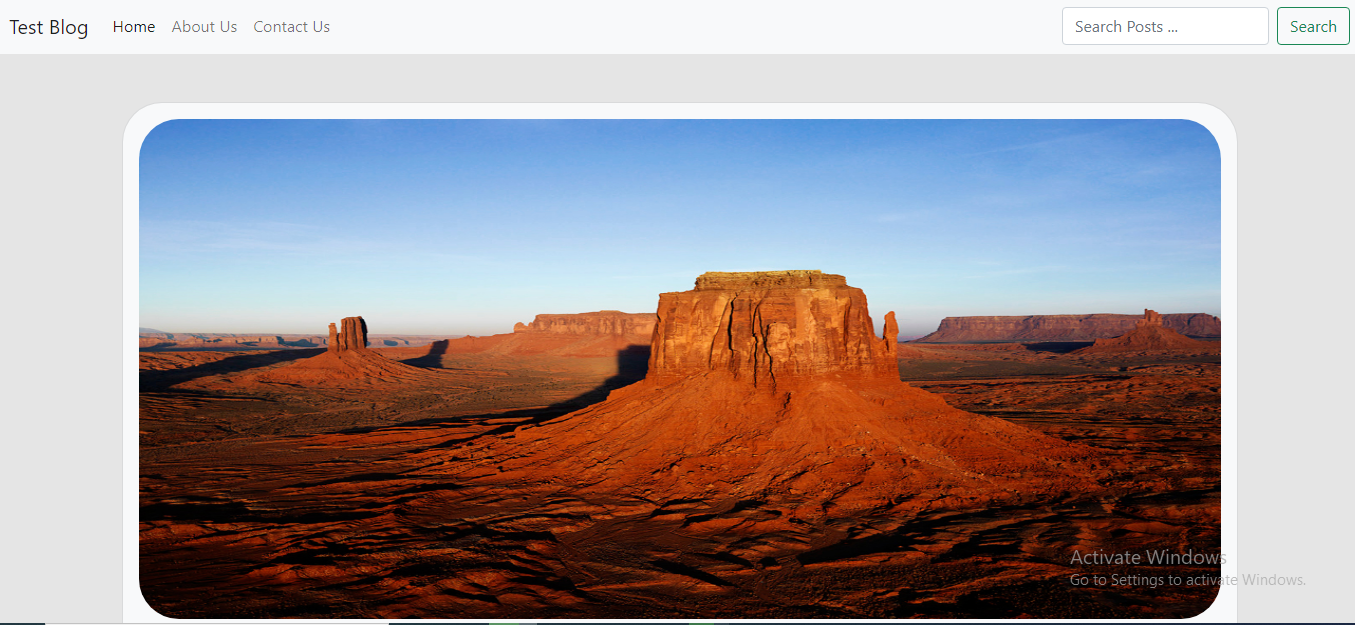 Test Blog Home About Us Contact Us Search Posts ... Search
Activate Windows
Go to Settings to activate Windows.